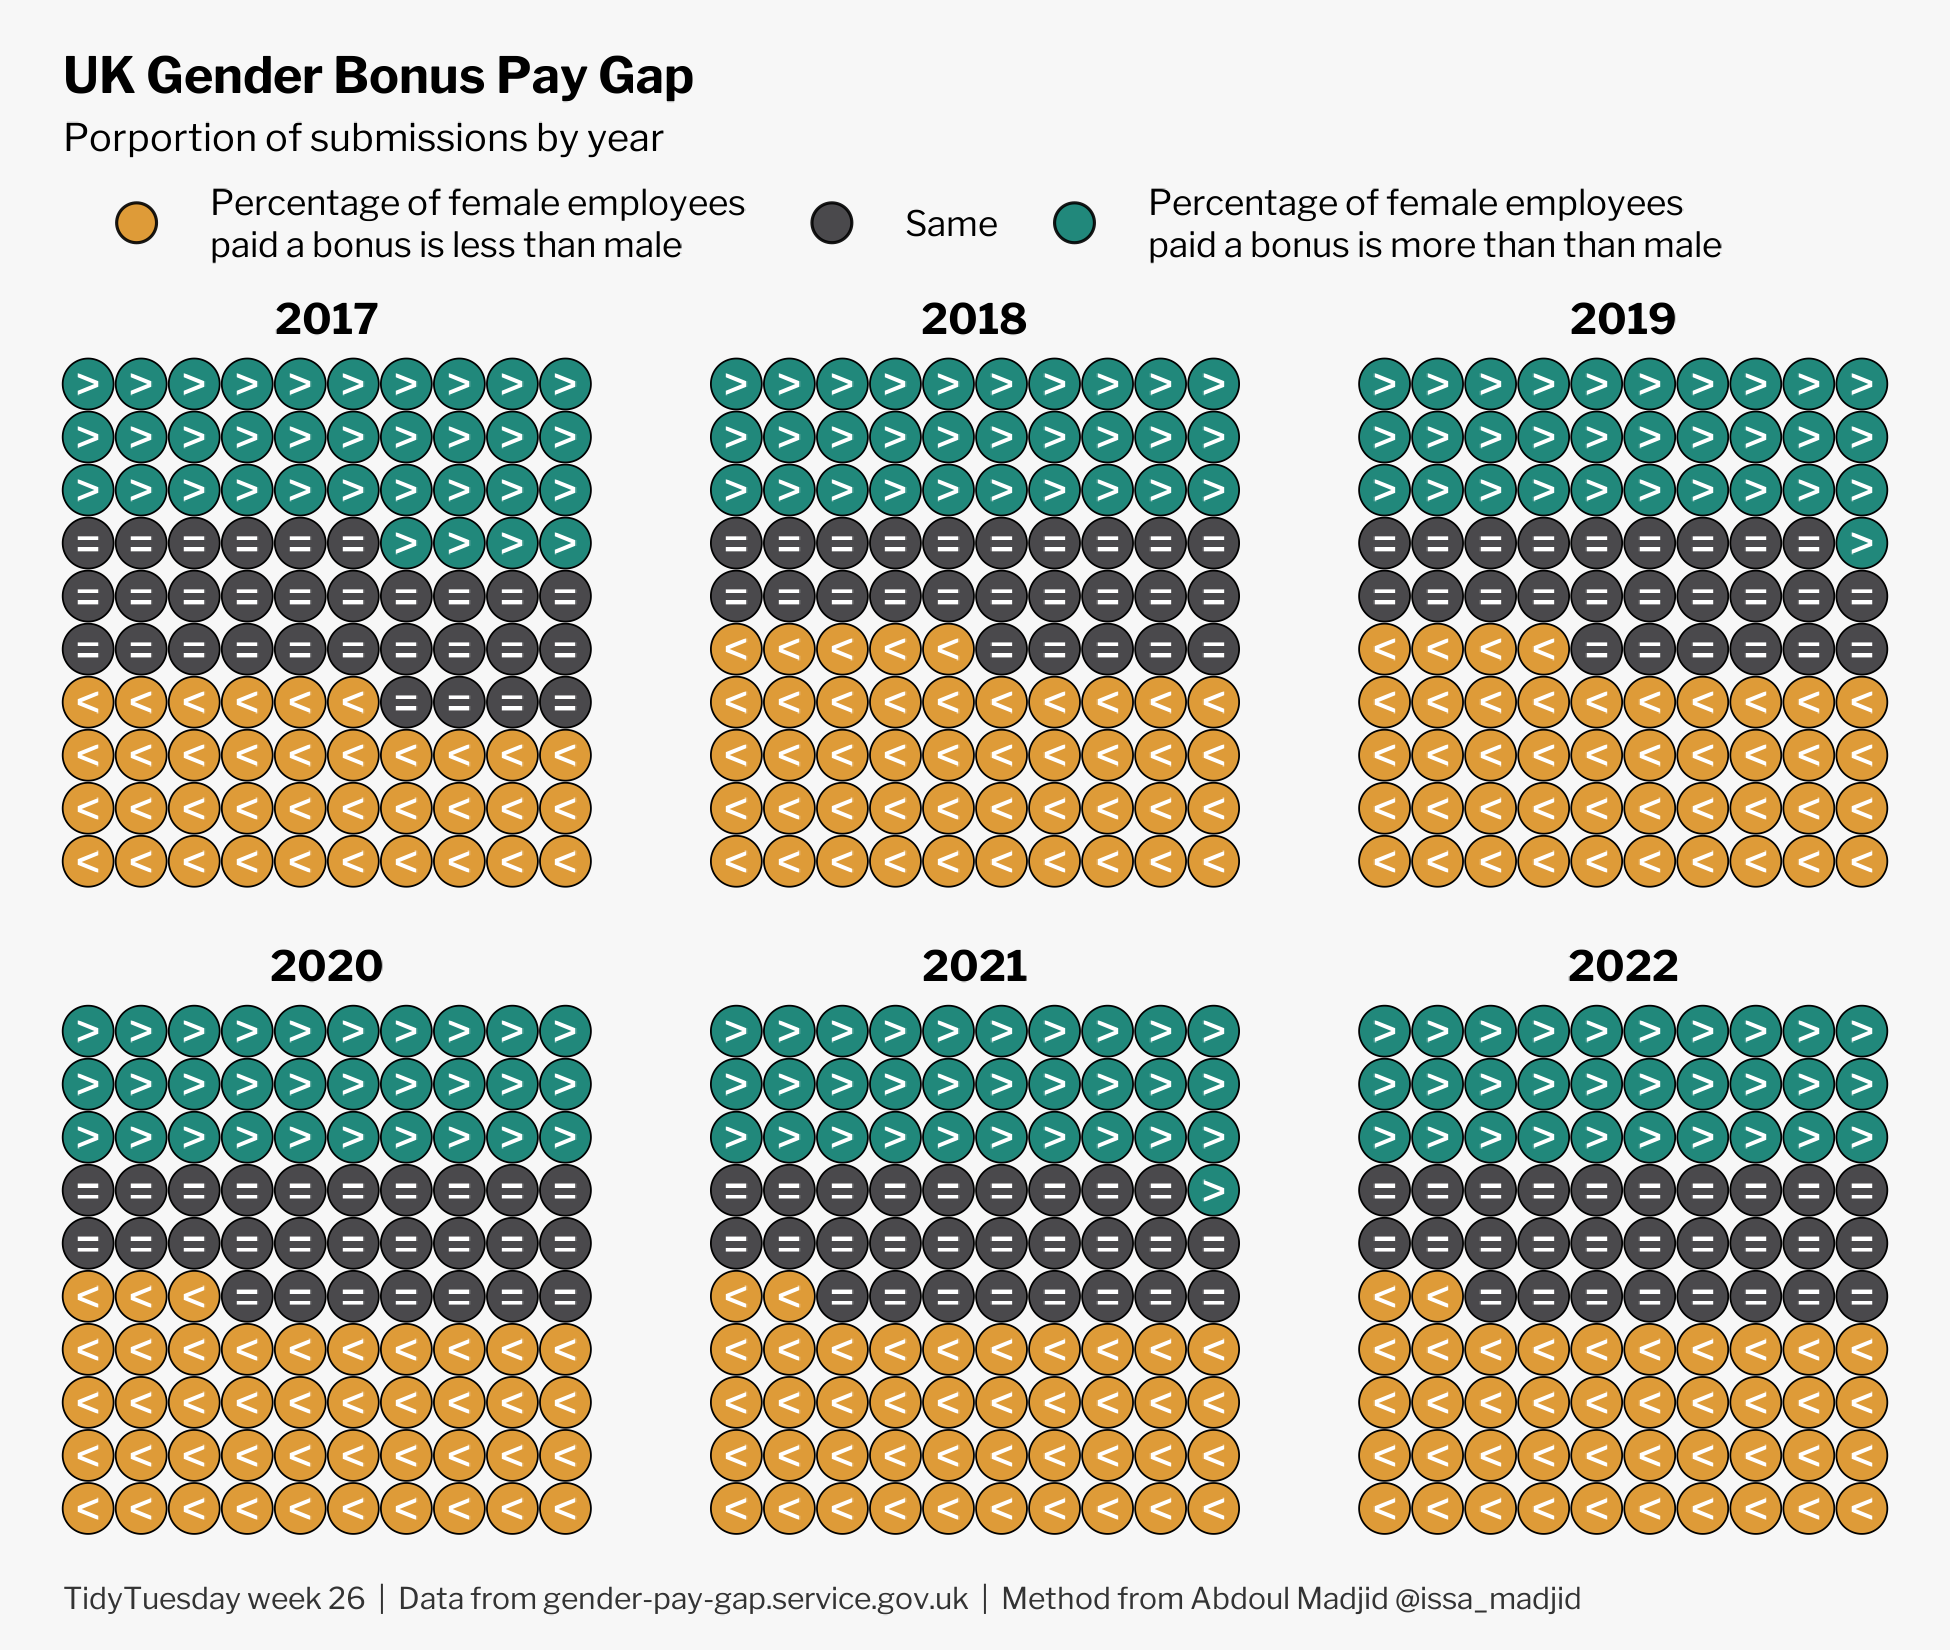 UK Gender Bonus Pay Gap
Porportion of submissions by year
Percentage of female employees
paid a bonus is less than male
Same
Percentage of female employees
paid a bonus is more than than male
2017 2018 2019
> > > > > > > > > > > > > > > > > > > > > > > > > > > > > >
> > > > > > > > > > > > > > > > > > > > > > > > > > > > > >
> > > > > > > > > > > > > > > > > > > > > > > > > > > > > >
= = = = = = > > > > = = = = = = = = = = = = = = = = = = = >
= = = = = = = = = = = = = = = = = = = = = = = = = = = = = =
= = = = = = = = = = < < < < < = = = = = < < < < = = = = = =
< < < < < < = = = = < < < < < < < < < < < < < < < < < < < <
< < < < < < < < < < < < < < < < < < < < < < < < < < < < < <
< < < < < < < < < < < < < < < < < < < < < < < < < < < < < <
< < < < < < < < < < < < < < < < < < < < < < < < < < < < < <
2020 2021 2022
> > > > > > > > > > > > > > > > > > > > > > > > > > > > > >
> > > > > > > > > > > > > > > > > > > > > > > > > > > > > >
> > > > > > > > > > > > > > > > > > > > > > > > > > > > > >
= = = = = = = = = = = = = = = = = = = > = = = = = = = = = =
= = = = = = = = = = = = = = = = = = = = = = = = = = = = = =
< < < = = = = = = = < < = = = = = = = = < < = = = = = = = =
< < < < < < < < < < < < < < < < < < < < < < < < < < < < < <
< < < < < < < < < < < < < < < < < < < < < < < < < < < < < <
< < < < < < < < < < < < < < < < < < < < < < < < < < < < < <
< < < < < < < < < < < < < < < < < < < < < < < < < < < < < <
TidyTuesday week 26 | Data from gender-pay-gap.service.gov.uk | Method from Abdoul Madjid @issa_madjid